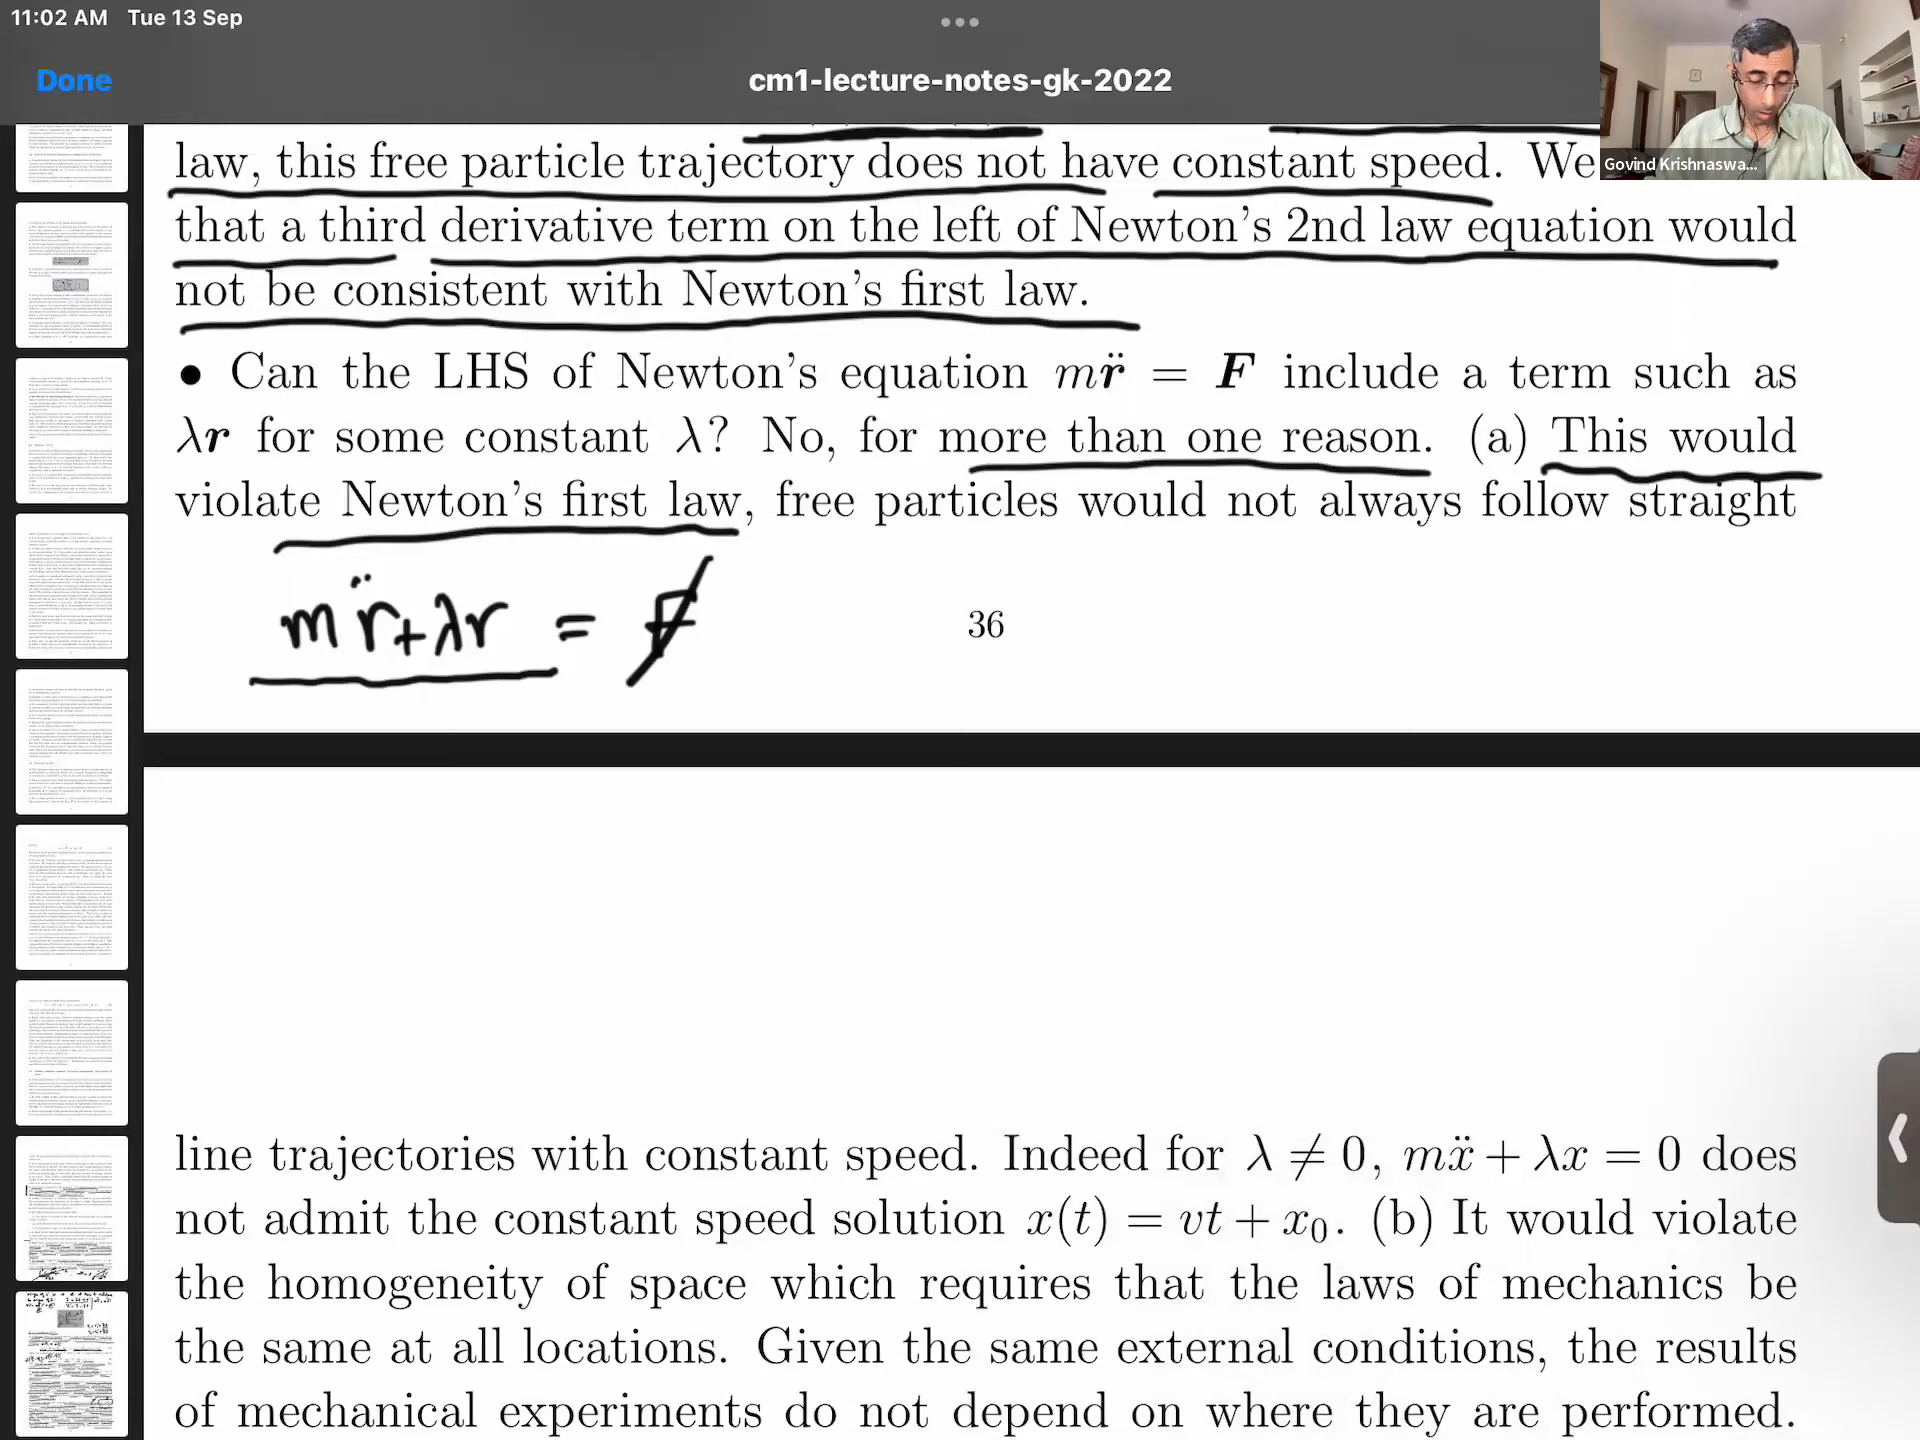 11:02 AM Tue 13 Sep
Done
cm1-lecture-notes-gk-2022
Govind Krishnaswa...
law, this free particle trajectory does not have constant speed. We
that a third derivative term on the left of Newton's 2nd law equation would
not be consistent with Newton's first law.
• Can the LHS of Newton's equation mr̈ = F include a term such as
λr for some constant λ? No, for more than one reason. (a) This would
violate Newton's first law, free particles would not always follow straight
mr̈ + λr = F
36
line trajectories with constant speed. Indeed for λ ≠ 0, mẍ + λx = 0 does
not admit the constant speed solution x(t) = vt + x₀. (b) It would violate
the homogeneity of space which requires that the laws of mechanics be
the same at all locations. Given the same external conditions, the results
of mechanical experiments do not depend on where they are performed.